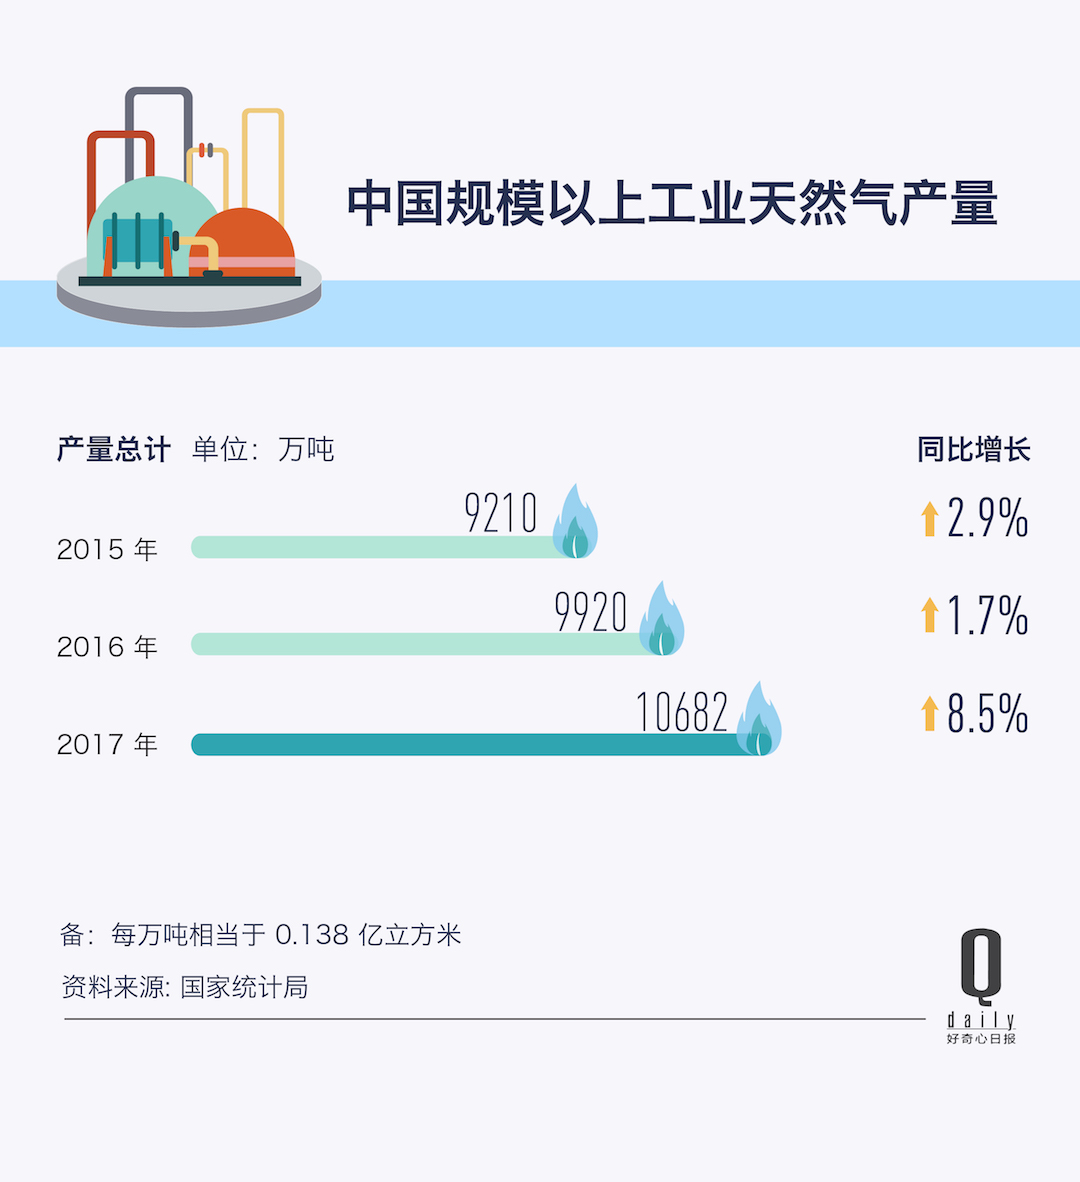 中国规模以上工业天然气产量
产量总计 单位：万吨 同比增长
9210 2.9%
2015 年
9920 1.7%
2016 年
10682 8.5%
2017 年
备：每万吨相当于 0.138 亿立方米
资料来源: 国家统计局
Q
daily
好奇心日报